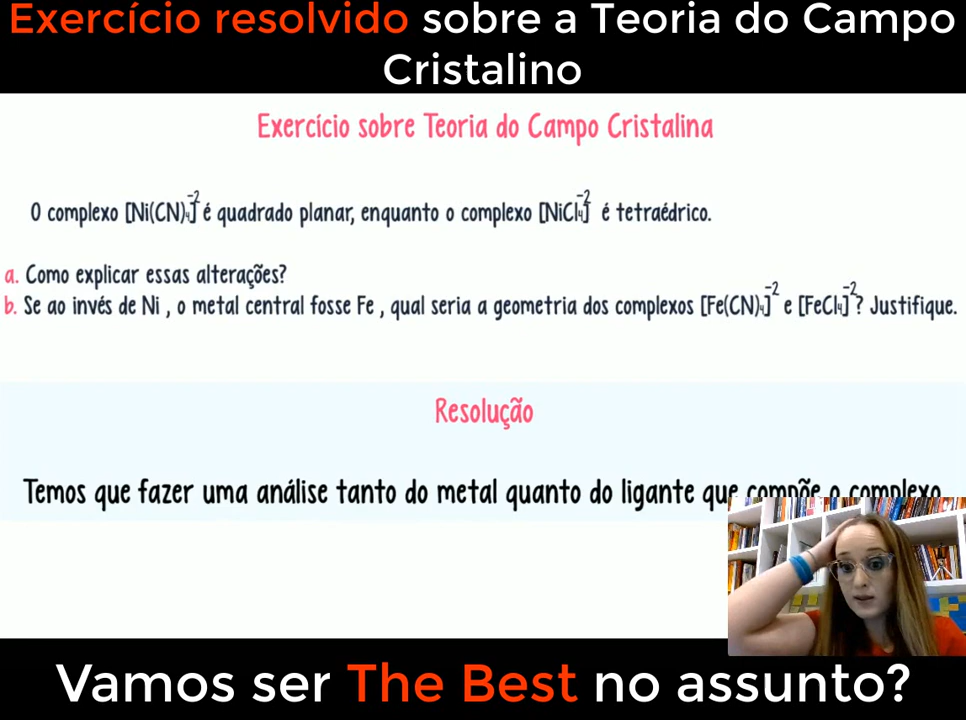 Exercício resolvido sobre a Teoria do Campo
Cristalino
Exercício sobre Teoria do Campo Cristalina
O complexo [Ni(CN)₄]⁻² é quadrado planar, enquanto o complexo [NiCl₄]⁻² é tetraédrico.
a. Como explicar essas alterações?
b. Se ao invés de Ni , o metal central fosse Fe , qual seria a geometria dos complexos [Fe(CN)₄]⁻² e [FeCl₄]⁻²? Justifique.
Resolução
Temos que fazer uma análise tanto do metal quanto do ligante que compõe o complexo
Vamos ser The Best no assunto?